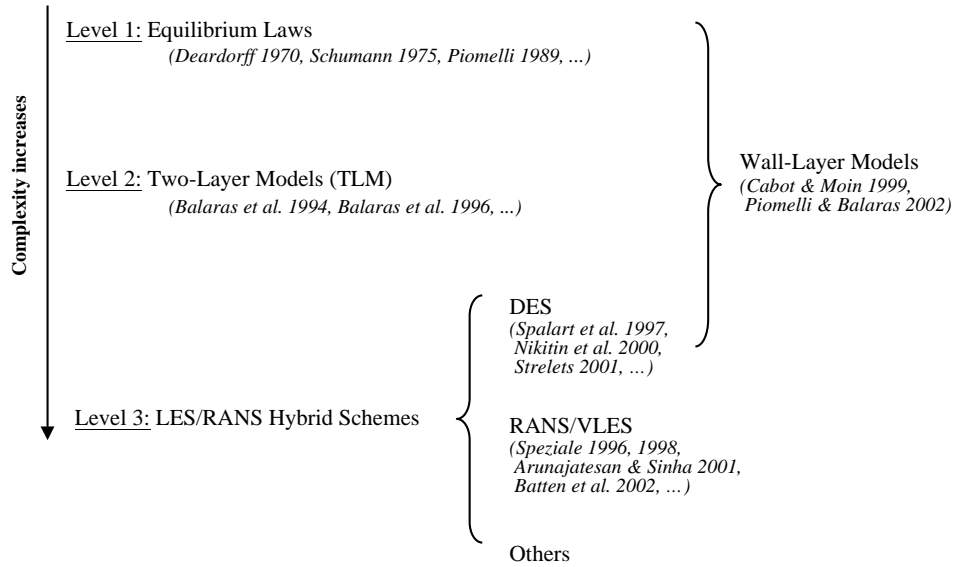 Complexity increases
Level 1: Equilibrium Laws
(Deardorff 1970, Schumann 1975, Piomelli 1989, ...)
Level 2: Two-Layer Models (TLM)
(Balaras et al. 1994, Balaras et al. 1996, ...)
Wall-Layer Models
(Cabot & Moin 1999,
Piomelli & Balaras 2002)
Level 3: LES/RANS Hybrid Schemes
DES
(Spalart et al. 1997,
Nikitin et al. 2000,
Strelets 2001, ...)
RANS/VLES
(Speziale 1996, 1998,
Arunajatesan & Sinha 2001,
Batten et al. 2002, ...)
Others